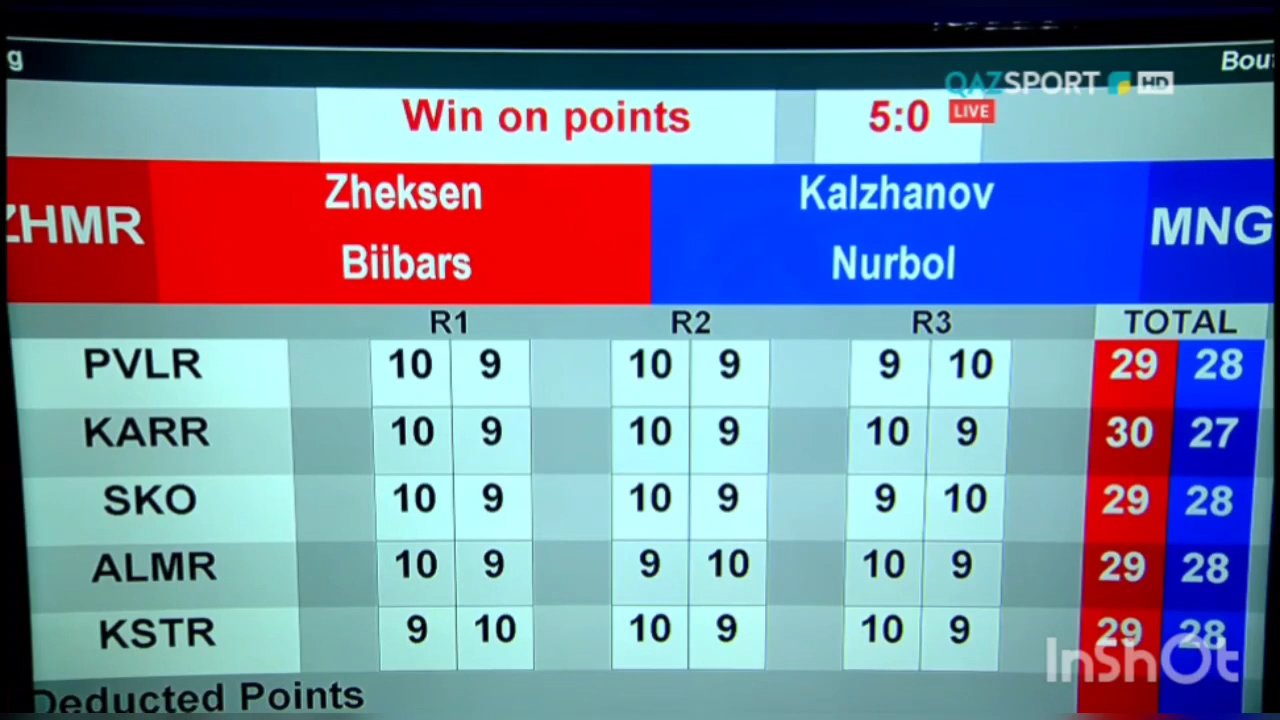 g
Bou
QAZSPORT HD
LIVE
Win on points 5:0
ZHMR
Zheksen
Biibars
Kalzhanov
Nurbol
MNG
R1 R2 R3 TOTAL
PVLR 10 9 10 9 9 10 29 28
KARR 10 9 10 9 10 9 30 27
SKO 10 9 10 9 9 10 29 28
ALMR 10 9 9 10 10 9 29 28
KSTR 9 10 10 9 10 9 29 28
Deducted Points
InShOt